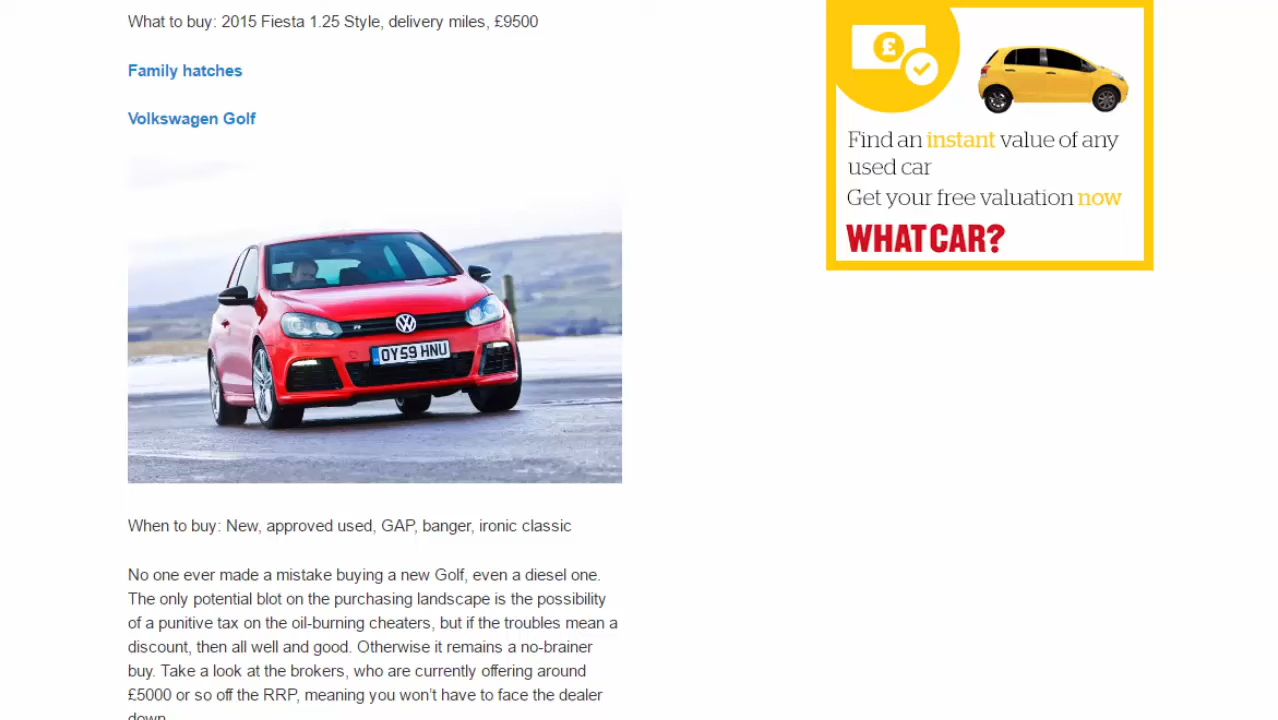 What to buy: 2015 Fiesta 1.25 Style, delivery miles, £9500
Family hatches
Volkswagen Golf
OY59 HNU
When to buy: New, approved used, GAP, banger, ironic classic
No one ever made a mistake buying a new Golf, even a diesel one.
The only potential blot on the purchasing landscape is the possibility
of a punitive tax on the oil-burning cheaters, but if the troubles mean a
discount, then all well and good. Otherwise it remains a no-brainer
buy. Take a look at the brokers, who are currently offering around
£5000 or so off the RRP, meaning you won’t have to face the dealer
down.
£
Find an instant value of any
used car
Get your free valuation now
WHAT CAR?